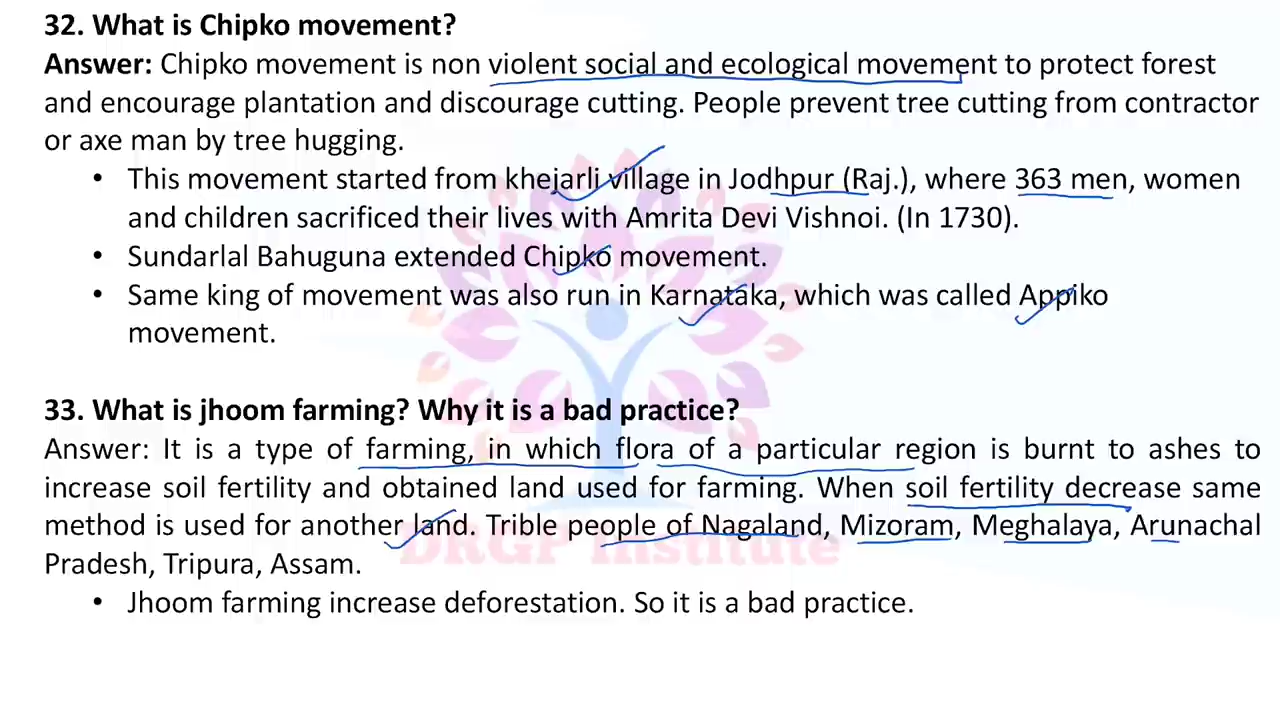 32. What is Chipko movement?
Answer: Chipko movement is non violent social and ecological movement to protect forest
and encourage plantation and discourage cutting. People prevent tree cutting from contractor
or axe man by tree hugging.
• This movement started from khejarli village in Jodhpur (Raj.), where 363 men, women
and children sacrificed their lives with Amrita Devi Vishnoi. (In 1730).
• Sundarlal Bahuguna extended Chipko movement.
• Same king of movement was also run in Karnataka, which was called Appiko
movement.
33. What is jhoom farming? Why it is a bad practice?
Answer: It is a type of farming, in which flora of a particular region is burnt to ashes to
increase soil fertility and obtained land used for farming. When soil fertility decrease same
method is used for another land. Trible people of Nagaland, Mizoram, Meghalaya, Arunachal
DRGP Institute
Pradesh, Tripura, Assam.
• Jhoom farming increase deforestation. So it is a bad practice.